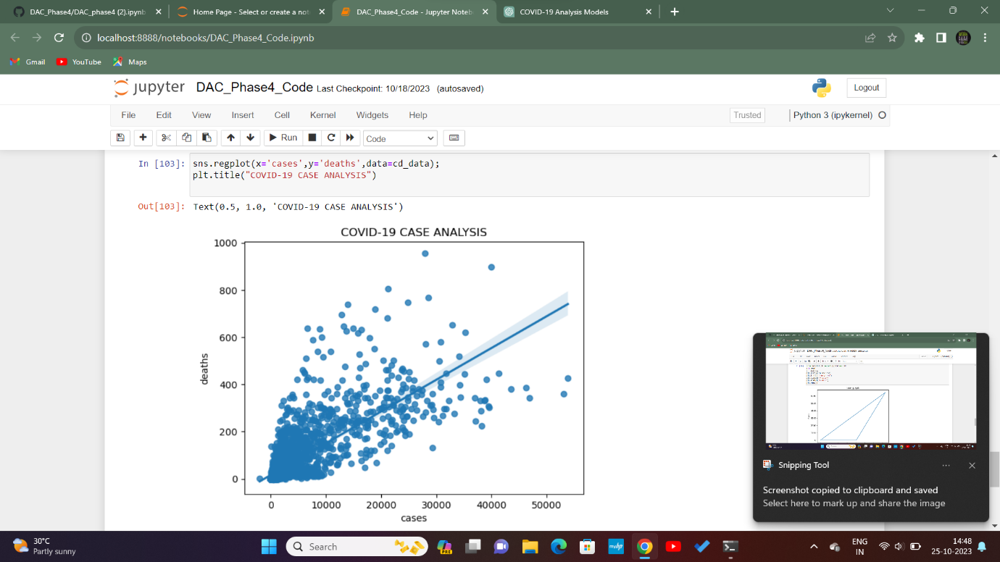 DAC_Phase4/DAC_phase4 (2).ipynb
Home Page - Select or create a not
DAC_Phase4_Code - Jupyter Noteb
COVID-19 Analysis Models
localhost:8888/notebooks/DAC_Phase4_Code.ipynb
Gmail
YouTube
Maps
jupyter DAC_Phase4_Code Last Checkpoint: 10/18/2023 (autosaved)
Logout
File Edit View Insert Cell Kernel Widgets Help
Trusted
Python 3 (ipykernel)
Run
Code
In [103]: sns.regplot(x='cases',y='deaths',data=cd_data);
plt.title("COVID-19 CASE ANALYSIS")
Out[103]: Text(0.5, 1.0, 'COVID-19 CASE ANALYSIS')
COVID-19 CASE ANALYSIS
1000
800
600
400
200
0
deaths
0 10000 20000 30000 40000 50000
cases
Snipping Tool
Screenshot copied to clipboard and saved
Select here to mark up and share the image
30°C
Partly sunny
Search
PRE
myhp
ENG
IN
14:48
25-10-2023